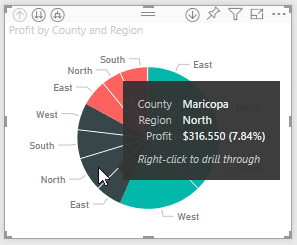 Profit by County and Region
South
East
North
East
West
South
North
East
West
County Maricopa
Region North
Profit $316.550 (7.84%)
Right-click to drill through